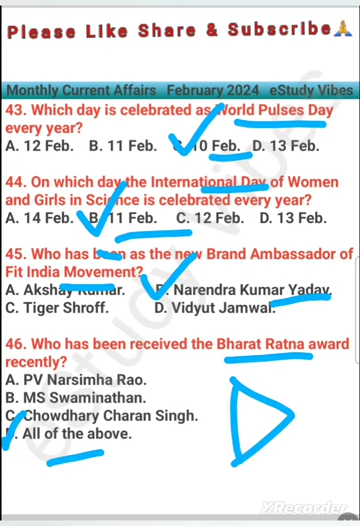 Please Like Share & Subscribe🙏
Monthly Current Affairs February 2024 eStudy Vibes
43. Which day is celebrated as World Pulses Day
every year?
A. 12 Feb. B. 11 Feb. C. 10 Feb. D. 13 Feb.
44. On which day the International Day of Women
and Girls in Science is celebrated every year?
A. 14 Feb. B. 11 Feb. C. 12 Feb. D. 13 Feb.
45. Who has been as the new Brand Ambassador of
Fit India Movement?
A. Akshay Kumar. B. Narendra Kumar Yadav.
C. Tiger Shroff. D. Vidyut Jamwal.
46. Who has been received the Bharat Ratna award
recently?
A. PV Narsimha Rao.
B. MS Swaminathan.
C. Chowdhary Charan Singh.
D. All of the above.
eStudy Vibes
XRecorder